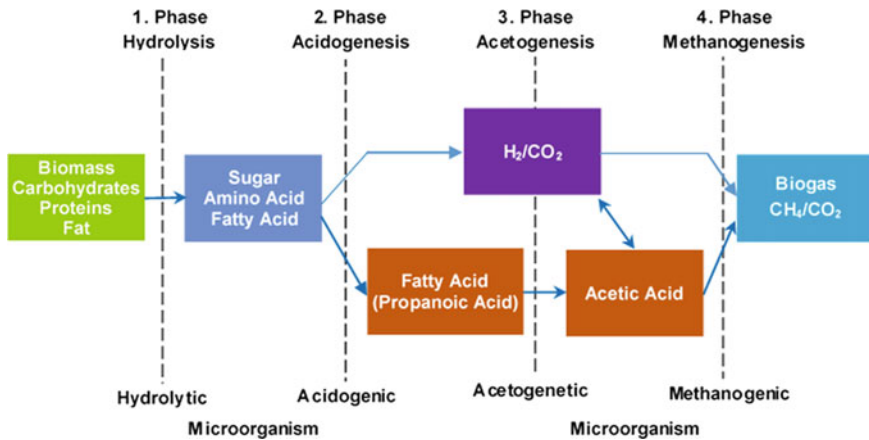 1. Phase
Hydrolysis
2. Phase
Acidogenesis
3. Phase
Acetogenesis
4. Phase
Methanogenesis
Biomass
Carbohydrates
Proteins
Fat
Sugar
Amino Acid
Fatty Acid
H₂/CO₂
Fatty Acid
(Propanoic Acid)
Acetic Acid
Biogas
CH₄/CO₂
Hydrolytic
Acidogenic
Acetogenetic
Methanogenic
Microorganism
Microorganism